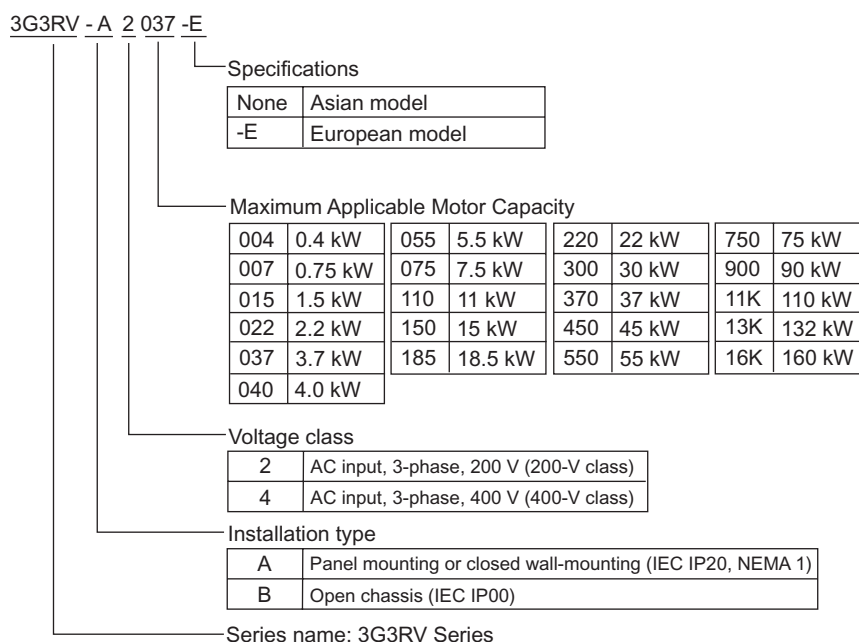 3G3RV - A 2 037 -E
Specifications
None Asian model
-E European model
Maximum Applicable Motor Capacity
004 0.4 kW 055 5.5 kW 220 22 kW 750 75 kW
007 0.75 kW 075 7.5 kW 300 30 kW 900 90 kW
015 1.5 kW 110 11 kW 370 37 kW 11K 110 kW
022 2.2 kW 150 15 kW 450 45 kW 13K 132 kW
037 3.7 kW 185 18.5 kW 550 55 kW 16K 160 kW
040 4.0 kW
Voltage class
2 AC input, 3-phase, 200 V (200-V class)
4 AC input, 3-phase, 400 V (400-V class)
Installation type
A Panel mounting or closed wall-mounting (IEC IP20, NEMA 1)
B Open chassis (IEC IP00)
Series name: 3G3RV Series